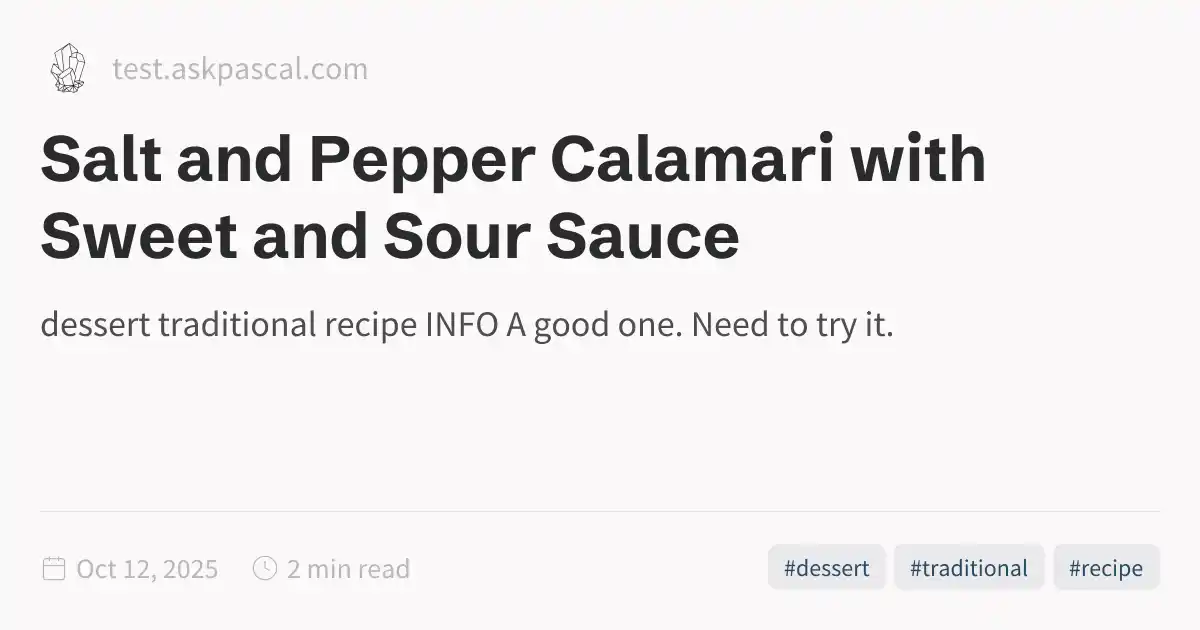 test.askpascal.com
Salt and Pepper Calamari with
Sweet and Sour Sauce
dessert traditional recipe INFO A good one. Need to try it.
Oct 12, 2025 2 min read #dessert #traditional #recipe